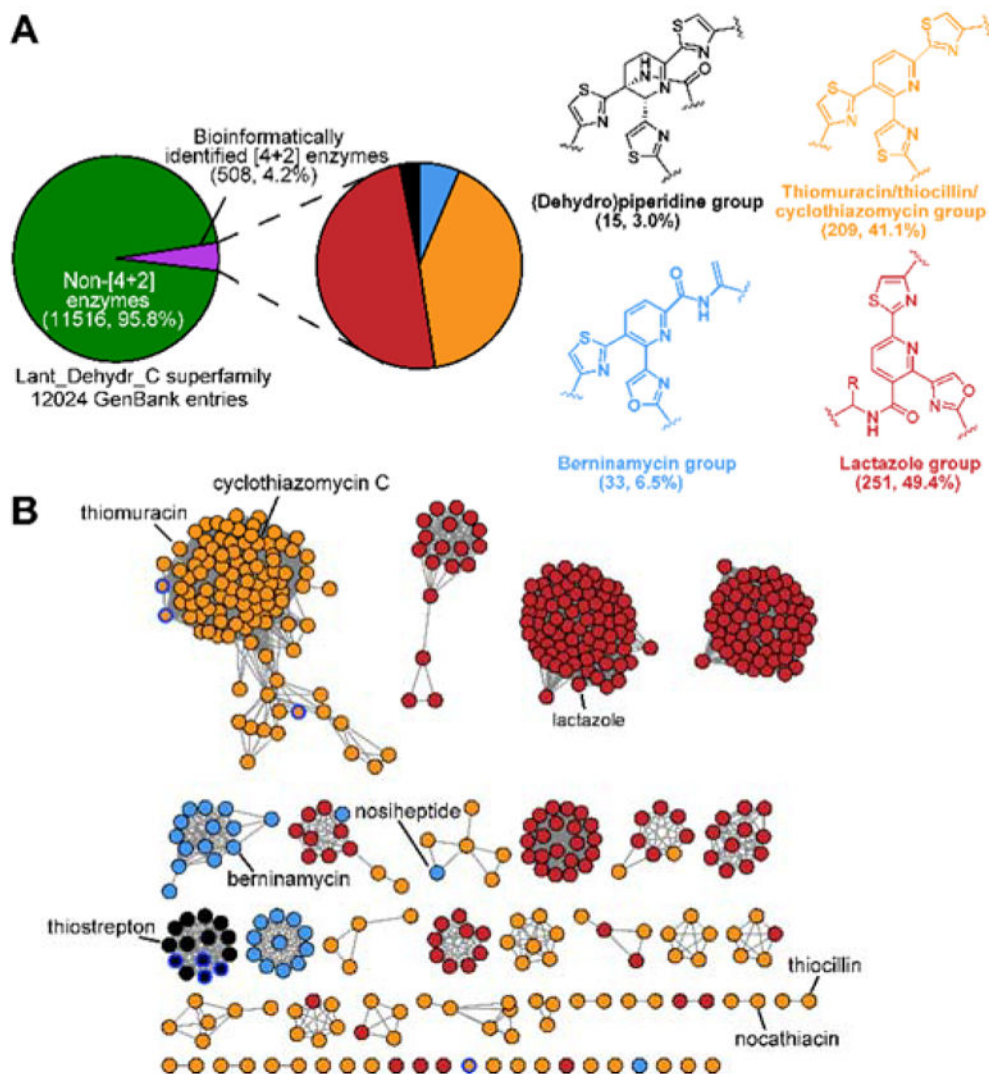 A
Bioinformatically
identified [4+2] enzymes
(508, 4.2%)
Non-[4+2]
enzymes
(11516, 95.8%)
Lant_Dehydr_C superfamily
12024 GenBank entries
S
N
H
N
N
O
S
N
N
S
(Dehydro)piperidine group
(15, 3.0%)
S
N
N
S
N
N
S
Thiomuracin/thiocillin/
cyclothiazomycin group
(209, 41.1%)
O
N
H
N
S
N
N
O
Berninamycin group
(33, 6.5%)
S
N
N
R
N
H
O
O
N
Lactazole group
(251, 49.4%)
B
cyclothiazomycin C
thiomuracin
lactazole
nosiheptide
berninamycin
thiostrepton
thiocillin
nocathiacin